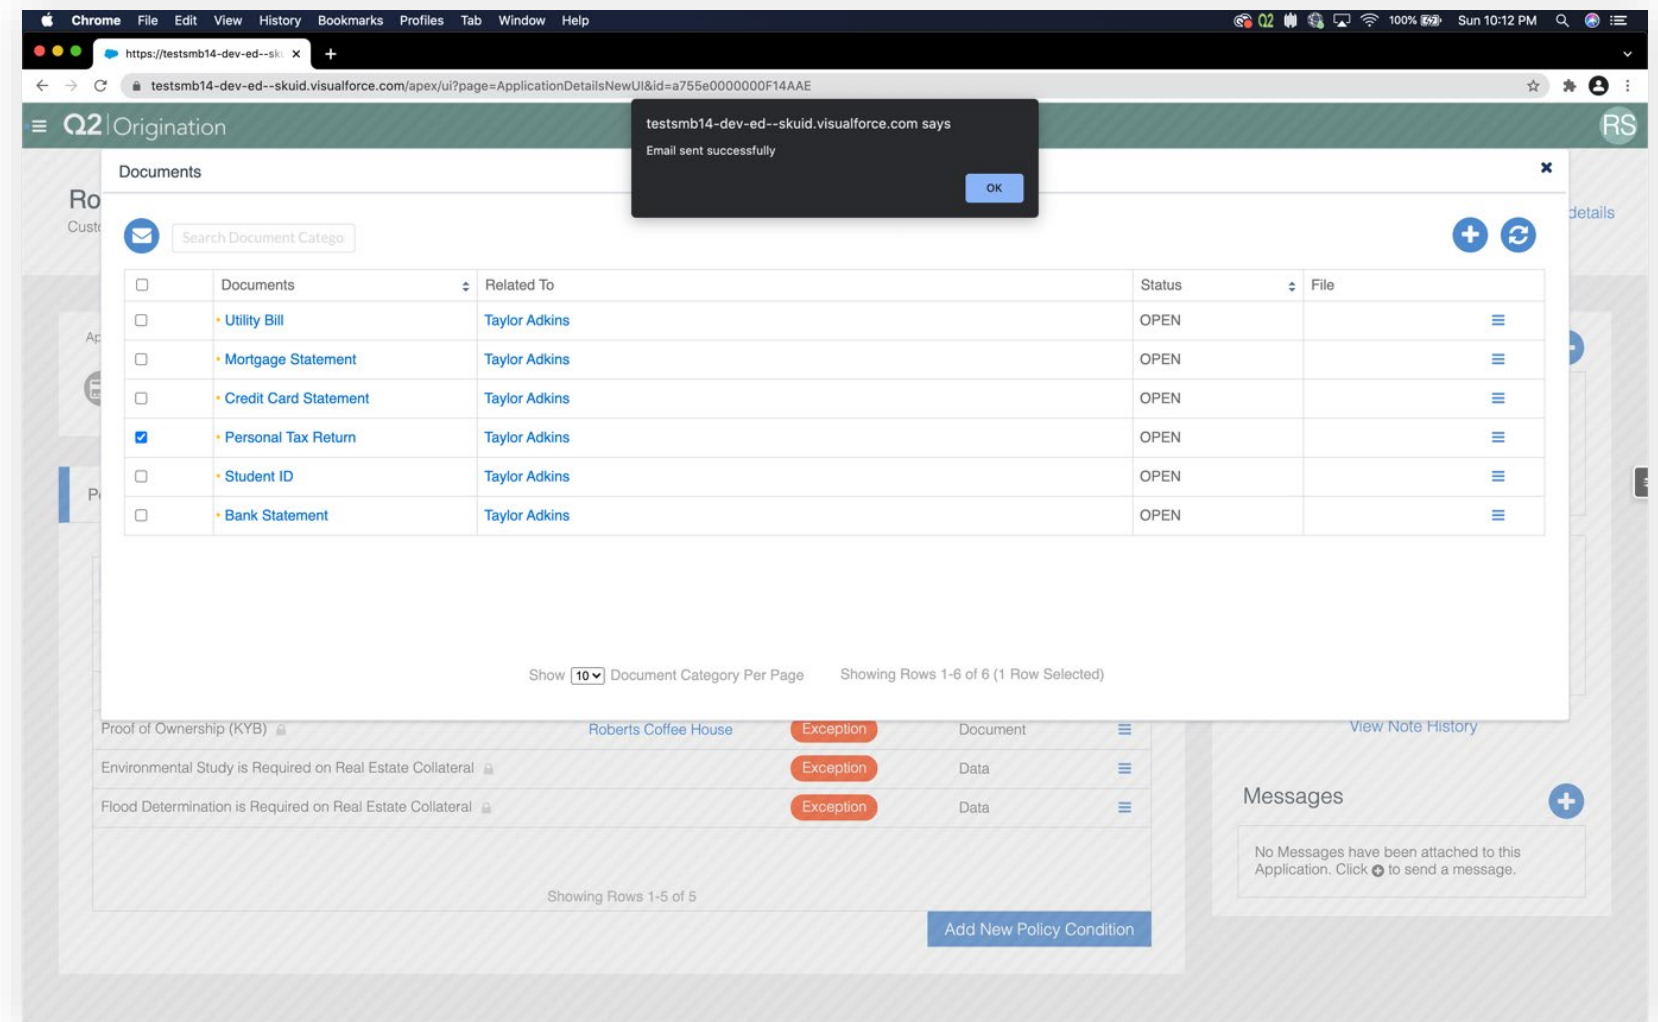 Chrome File Edit View History Bookmarks Profiles Tab Window Help
Q2 100% Sun 10:12 PM
https://testsmb14-dev-ed--sk
testsmb14-dev-ed--skuid.visualforce.com/apex/ui?page=ApplicationDetailsNewUI&id=a755e0000000F14AAE
Q2 Origination
RS
testsmb14-dev-ed--skuid.visualforce.com says
Email sent successfully
OK
Documents
Ro
Custo
details
Search Document Catego
Documents Related To Status File
Utility Bill Taylor Adkins OPEN
Mortgage Statement Taylor Adkins OPEN
Credit Card Statement Taylor Adkins OPEN
Personal Tax Return Taylor Adkins OPEN
Student ID Taylor Adkins OPEN
Bank Statement Taylor Adkins OPEN
Ap
Show 10 Document Category Per Page Showing Rows 1-6 of 6 (1 Row Selected)
Proof of Ownership (KYB) Roberts Coffee House Exception Document
Environmental Study is Required on Real Estate Collateral Exception Data
Flood Determination is Required on Real Estate Collateral Exception Data
Showing Rows 1-5 of 5
Add New Policy Condition
View Note History
Messages
No Messages have been attached to this
Application. Click to send a message.